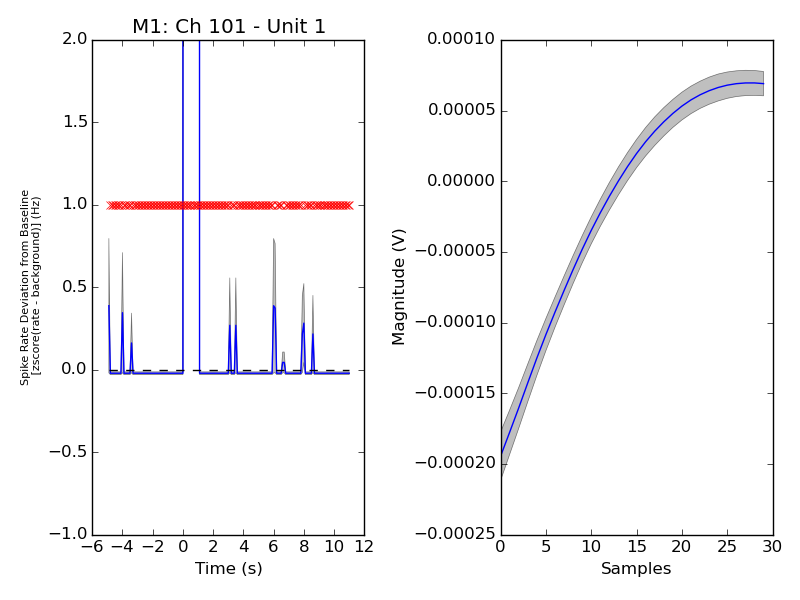 M1: Ch 101 - Unit 1
2.0
1.5
1.0
0.5
0.0
−0.5
−1.0
−6 −4 −2 0 2 4 6 8 10 12
Time (s)
Spike Rate Deviation from Baseline
[zscore(rate - background)] (Hz)
0.00010
0.00005
0.00000
−0.00005
−0.00010
−0.00015
−0.00020
−0.00025
0 5 10 15 20 25 30
Samples
Magnitude (V)